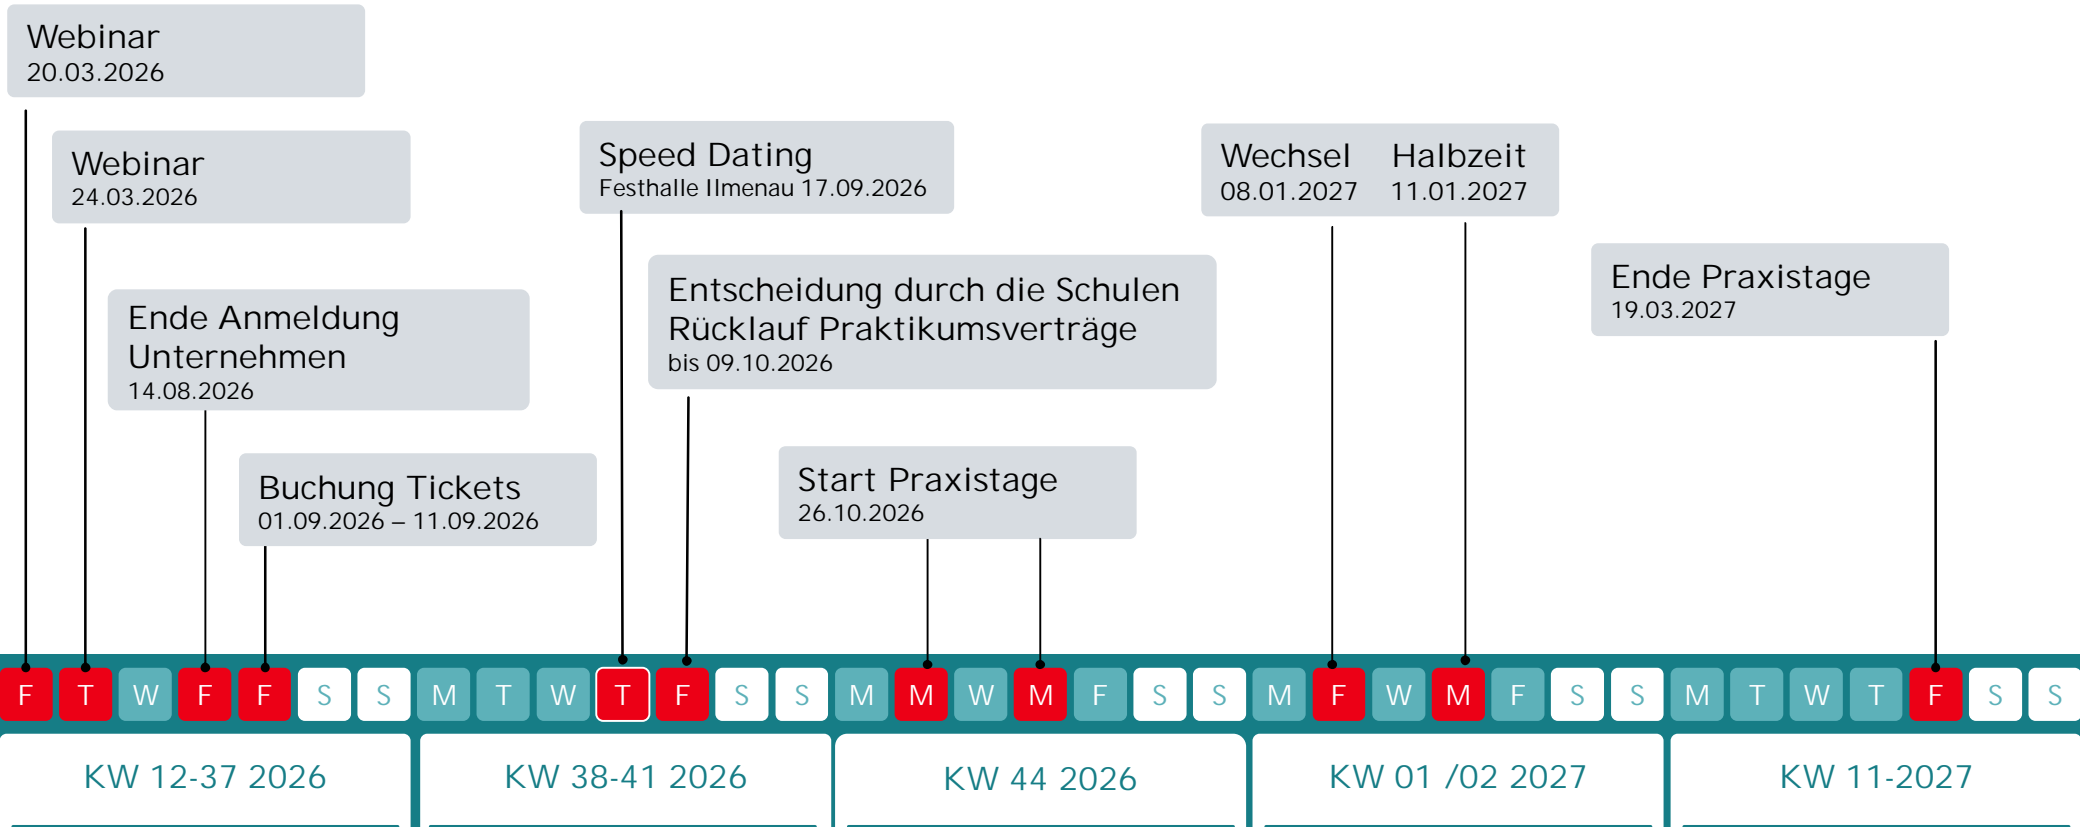 Webinar
20.03.2026
Webinar
24.03.2026
Ende Anmeldung
Unternehmen
14.08.2026
Buchung Tickets
01.09.2026 – 11.09.2026
Speed Dating
Festhalle Ilmenau 17.09.2026
Entscheidung durch die Schulen
Rücklauf Praktikumsverträge
bis 09.10.2026
Start Praxistage
26.10.2026
Wechsel Halbzeit
08.01.2027 11.01.2027
Ende Praxistage
19.03.2027
F T W F F S S M T W T F S S M M W M F S S M F W M F S S M T W T F S S
KW 12-37 2026
KW 38-41 2026
KW 44 2026
KW 01 /02 2027
KW 11-2027